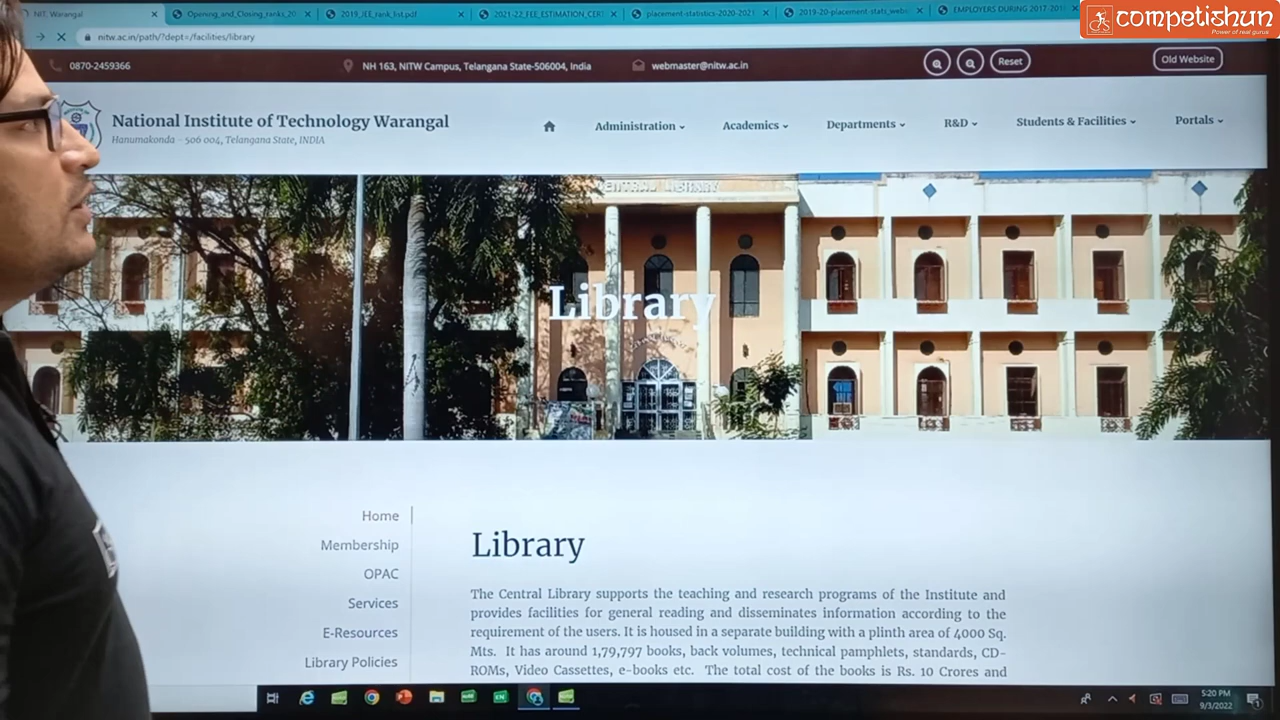 NIT, Warangal
Opening_and_Closing_ranks_20
2019_JEE_rank_list.pdf
2021-22_FEE_ESTIMATION_CERT
placement-statistics-2020-2021
2019-20-placement-stats_webs
EMPLOYERS DURING 2017-201
competishun
Power of real gurus
nitw.ac.in/path/?dept=/facilities/library
0870-2459366
NH 163, NITW Campus, Telangana State-506004, India
webmaster@nitw.ac.in
Reset
Old Website
National Institute of Technology Warangal
Hanumakonda - 506 004, Telangana State, INDIA
Administration
Academics
Departments
R&D
Students & Facilities
Portals
CENTRAL LIBRARY
Library
Home
Membership
OPAC
Services
E-Resources
Library Policies
Library
The Central Library supports the teaching and research programs of the Institute and
provides facilities for general reading and disseminates information according to the
requirement of the users. It is housed in a separate building with a plinth area of 4000 Sq.
Mts. It has around 1,79,797 books, back volumes, technical pamphlets, standards, CD-
ROMs, Video Cassettes, e-books etc. The total cost of the books is Rs. 10 Crores and
5:20 PM
9/3/2022